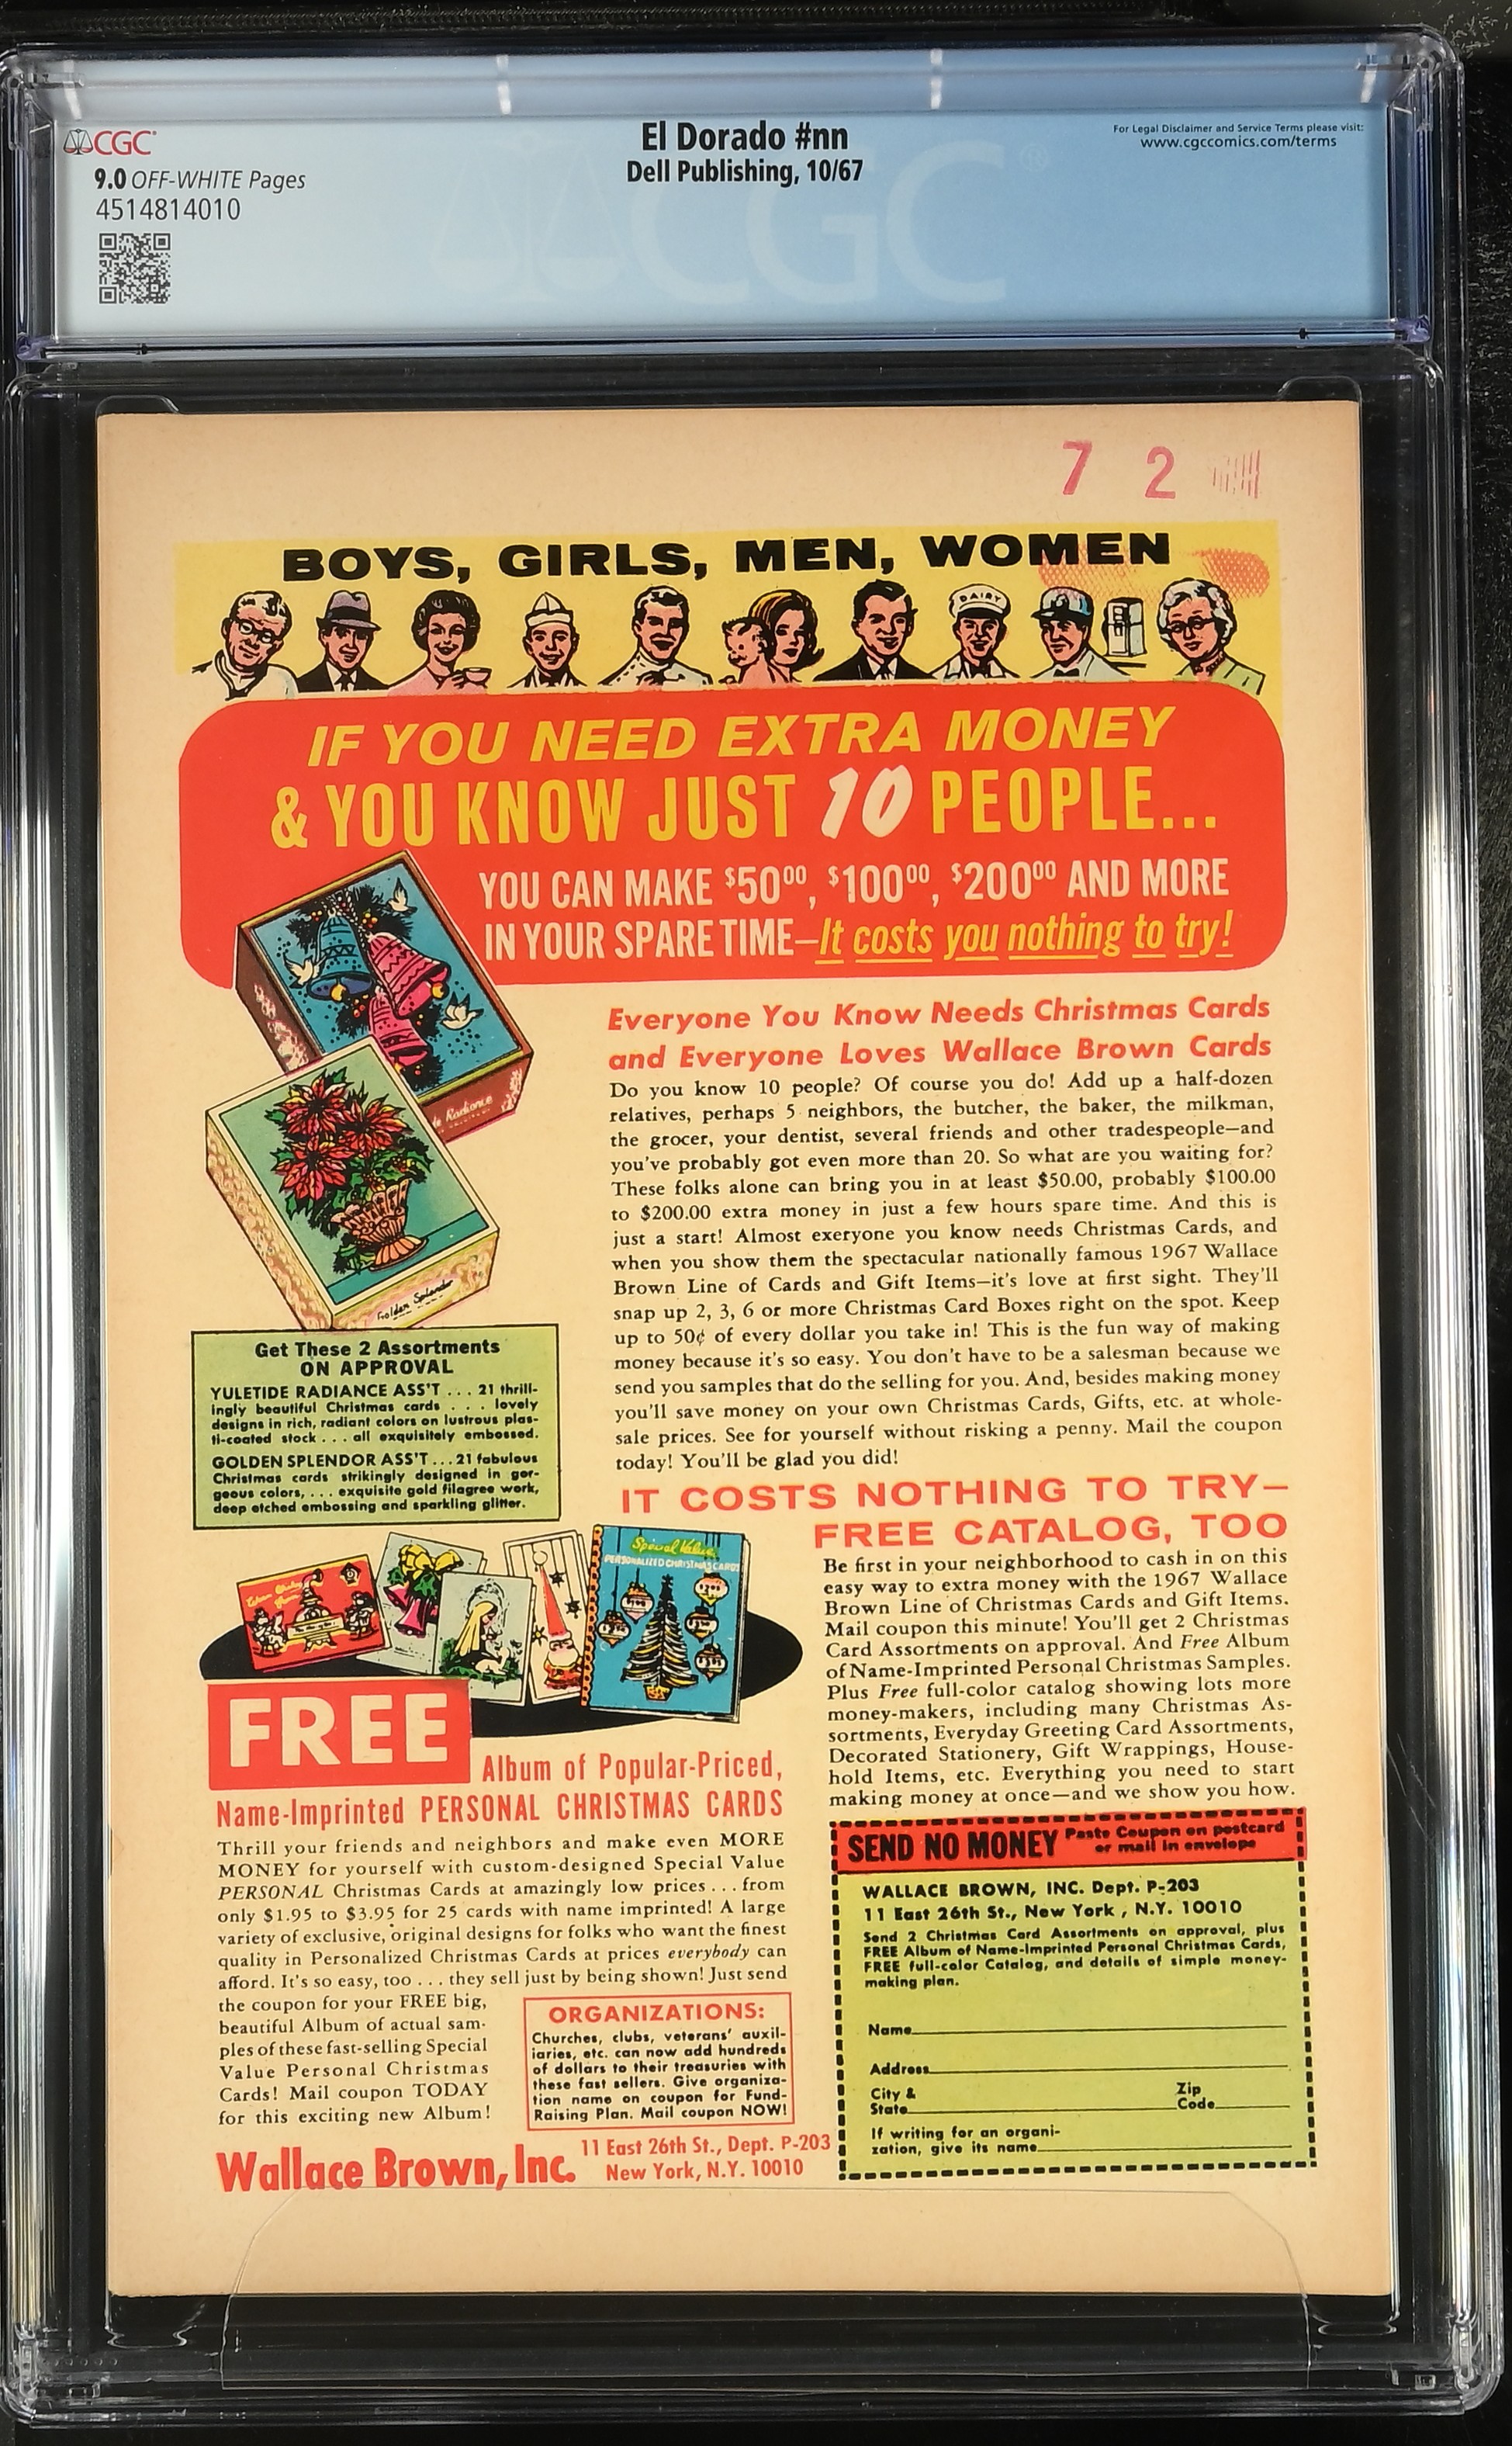 CGC
9.0 OFF-WHITE Pages
4514814010
El Dorado #nn
Dell Publishing, 10/67
For Legal Disclaimer and Service Terms please visit:
www.cgccomics.com/terms
CGC
7 2
BOYS, GIRLS, MEN, WOMEN
DAIRY
IF YOU NEED EXTRA MONEY
& YOU KNOW JUST 10 PEOPLE...
YOU CAN MAKE $50⁰⁰, $100⁰⁰, $200⁰⁰ AND MORE
IN YOUR SPARE TIME—It costs you nothing to try!
Radiance
Golden Splendor
Everyone You Know Needs Christmas Cards
and Everyone Loves Wallace Brown Cards
Do you know 10 people? Of course you do! Add up a half-dozen
relatives, perhaps 5 neighbors, the butcher, the baker, the milkman,
the grocer, your dentist, several friends and other tradespeople—and
you've probably got even more than 20. So what are you waiting for?
These folks alone can bring you in at least $50.00, probably $100.00
to $200.00 extra money in just a few hours spare time. And this is
just a start! Almost exeryone you know needs Christmas Cards, and
when you show them the spectacular nationally famous 1967 Wallace
Brown Line of Cards and Gift Items—it's love at first sight. They'll
snap up 2, 3, 6 or more Christmas Card Boxes right on the spot. Keep
up to 50¢ of every dollar you take in! This is the fun way of making
money because it's so easy. You don't have to be a salesman because we
send you samples that do the selling for you. And, besides making money
you'll save money on your own Christmas Cards, Gifts, etc. at whole-
sale prices. See for yourself without risking a penny. Mail the coupon
today! You'll be glad you did!
Get These 2 Assortments
ON APPROVAL
YULETIDE RADIANCE ASS'T . . . 21 thrill-
ingly beautiful Christmas cards . . . lovely
designs in rich, radiant colors on lustrous plas-
ti-coated stock . . . all exquisitely embossed.
GOLDEN SPLENDOR ASS'T . . . 21 fabulous
Christmas cards strikingly designed in gor-
geous colors, . . . exquisite gold filagree work,
deep etched embossing and sparkling glitter.
IT COSTS NOTHING TO TRY—
FREE CATALOG, TOO
Be first in your neighborhood to cash in on this
easy way to extra money with the 1967 Wallace
Brown Line of Christmas Cards and Gift Items.
Mail coupon this minute! You'll get 2 Christmas
Card Assortments on approval. And Free Album
of Name-Imprinted Personal Christmas Samples.
Plus Free full-color catalog showing lots more
money-makers, including many Christmas As-
sortments, Everyday Greeting Card Assortments,
Decorated Stationery, Gift Wrappings, House-
hold Items, etc. Everything you need to start
making money at once—and we show you how.
Special Value
PERSONALIZED CHRISTMAS CARDS
FREE
Album of Popular-Priced,
Name-Imprinted PERSONAL CHRISTMAS CARDS
Thrill your friends and neighbors and make even MORE
MONEY for yourself with custom-designed Special Value
PERSONAL Christmas Cards at amazingly low prices . . . from
only $1.95 to $3.95 for 25 cards with name imprinted! A large
variety of exclusive, original designs for folks who want the finest
quality in Personalized Christmas Cards at prices everybody can
afford. It's so easy, too . . . they sell just by being shown! Just send
the coupon for your FREE big,
beautiful Album of actual sam-
ples of these fast-selling Special
Value Personal Christmas
Cards! Mail coupon TODAY
for this exciting new Album!
ORGANIZATIONS:
Churches, clubs, veterans' auxil-
iaries, etc. can now add hundreds
of dollars to their treasuries with
these fast sellers. Give organiza-
tion name on coupon for Fund-
Raising Plan. Mail coupon NOW!
Wallace Brown, Inc.
11 East 26th St., Dept. P-203
New York, N.Y. 10010
SEND NO MONEY
Paste Coupon on postcard
or mail in envelope
WALLACE BROWN, INC. Dept. P-203
11 East 26th St., New York , N.Y. 10010
Send 2 Christmas Card Assortments on approval, plus
FREE Album of Name-Imprinted Personal Christmas Cards,
FREE full-color Catalog, and details of simple money-
making plan.
Name
Address
City &
State
Zip
Code
If writing for an organi-
zation, give its name